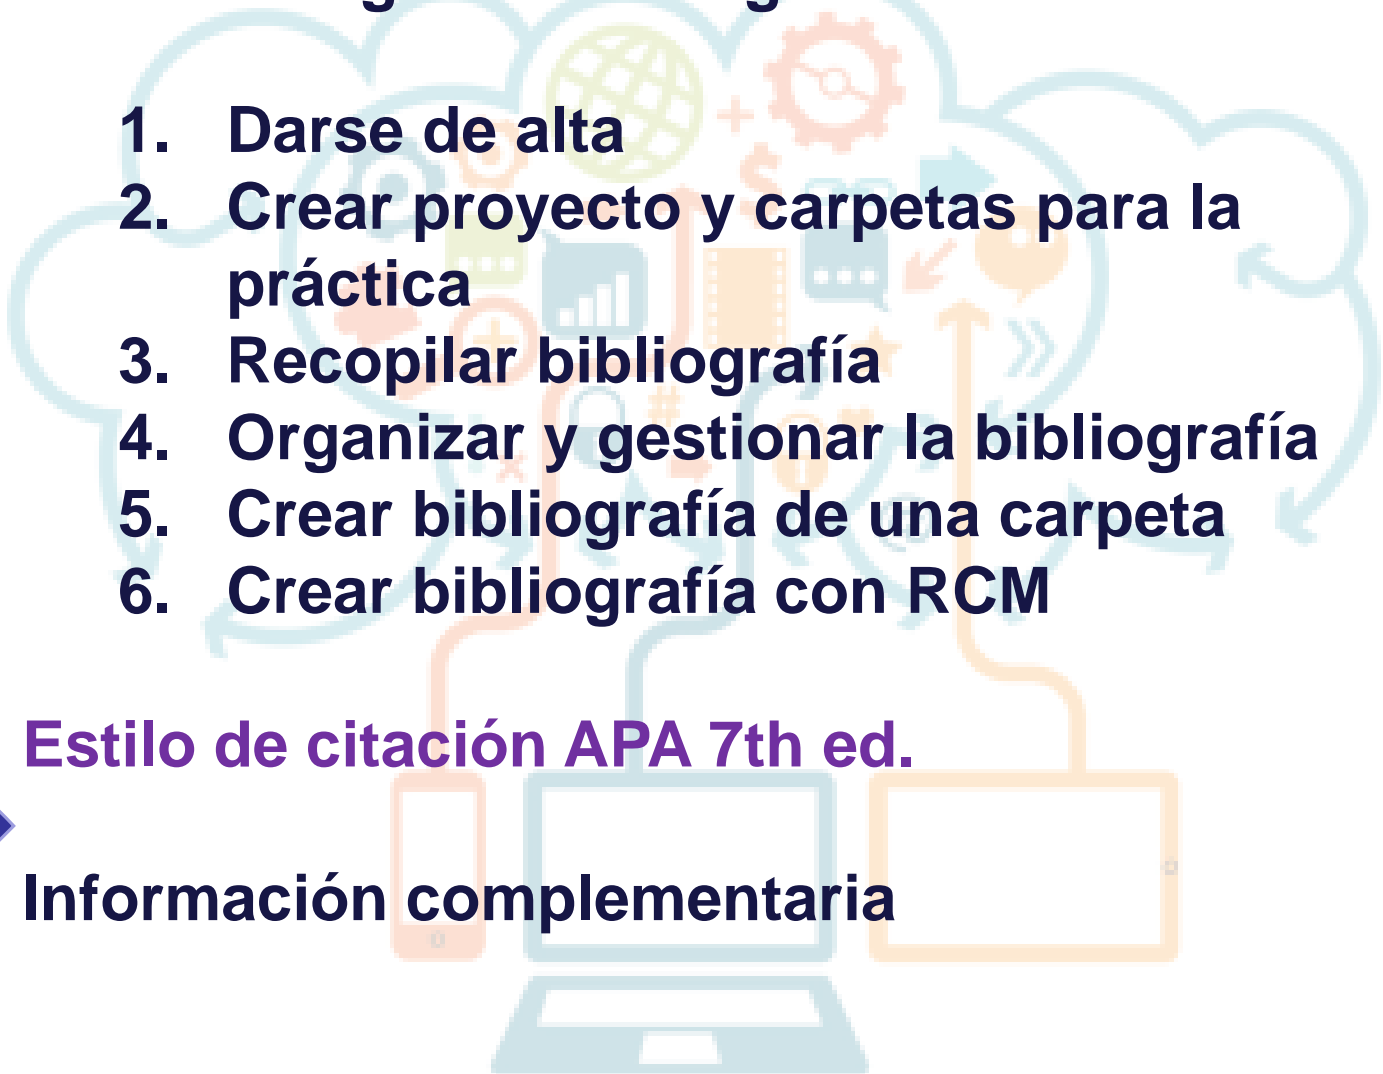 1. Darse de alta
2. Crear proyecto y carpetas para la
práctica
3. Recopilar bibliografía
4. Organizar y gestionar la bibliografía
5. Crear bibliografía de una carpeta
6. Crear bibliografía con RCM
Estilo de citación APA 7th ed.
Información complementaria